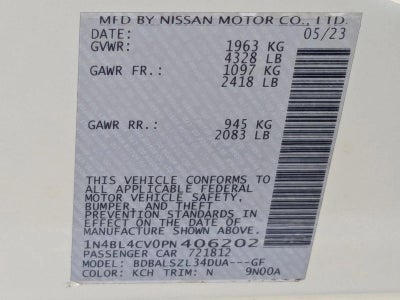 MFD BY NISSAN MOTOR CO., LTD.
DATE: 05/23
GVWR: 1963 KG
4328 LB
GAWR FR.: 1097 KG
2418 LB
GAWR RR.: 945 KG
2083 LB
THIS VEHICLE CONFORMS TO
ALL APPLICABLE FEDERAL
MOTOR VEHICLE SAFETY,
BUMPER, AND THEFT
PREVENTION STANDARDS IN
EFFECT ON THE DATE OF
MANUFACTURE SHOWN ABOVE.
1N4BL4CV0PN406202
PASSENGER CAR 721812
MODEL: BDBALSZL34DUA---GF
COLOR: KCH TRIM: N 9N00A